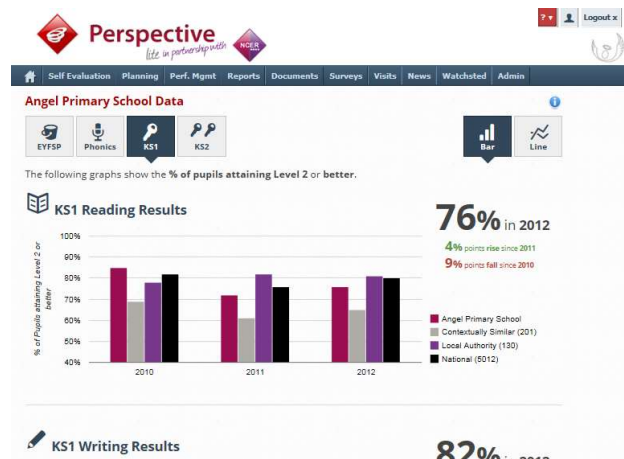 Perspective
lite in partnership with
NCER
?
Logout x
Self Evaluation Planning Perf. Mgmt Reports Documents Surveys Visits News Watchsted Admin
Angel Primary School Data
EYFSP Phonics KS1 KS2 Bar Line
The following graphs show the % of pupils attaining Level 2 or better.
KS1 Reading Results
76% in 2012
4% points rise since 2011
9% points fall since 2010
% of Pupils attaining Level 2 or
better
100%
90%
80%
70%
60%
50%
40%
2010 2011 2012
Angel Primary School
Contextually Similar (201)
Local Authority (130)
National (5012)
KS1 Writing Results
82% in 2012